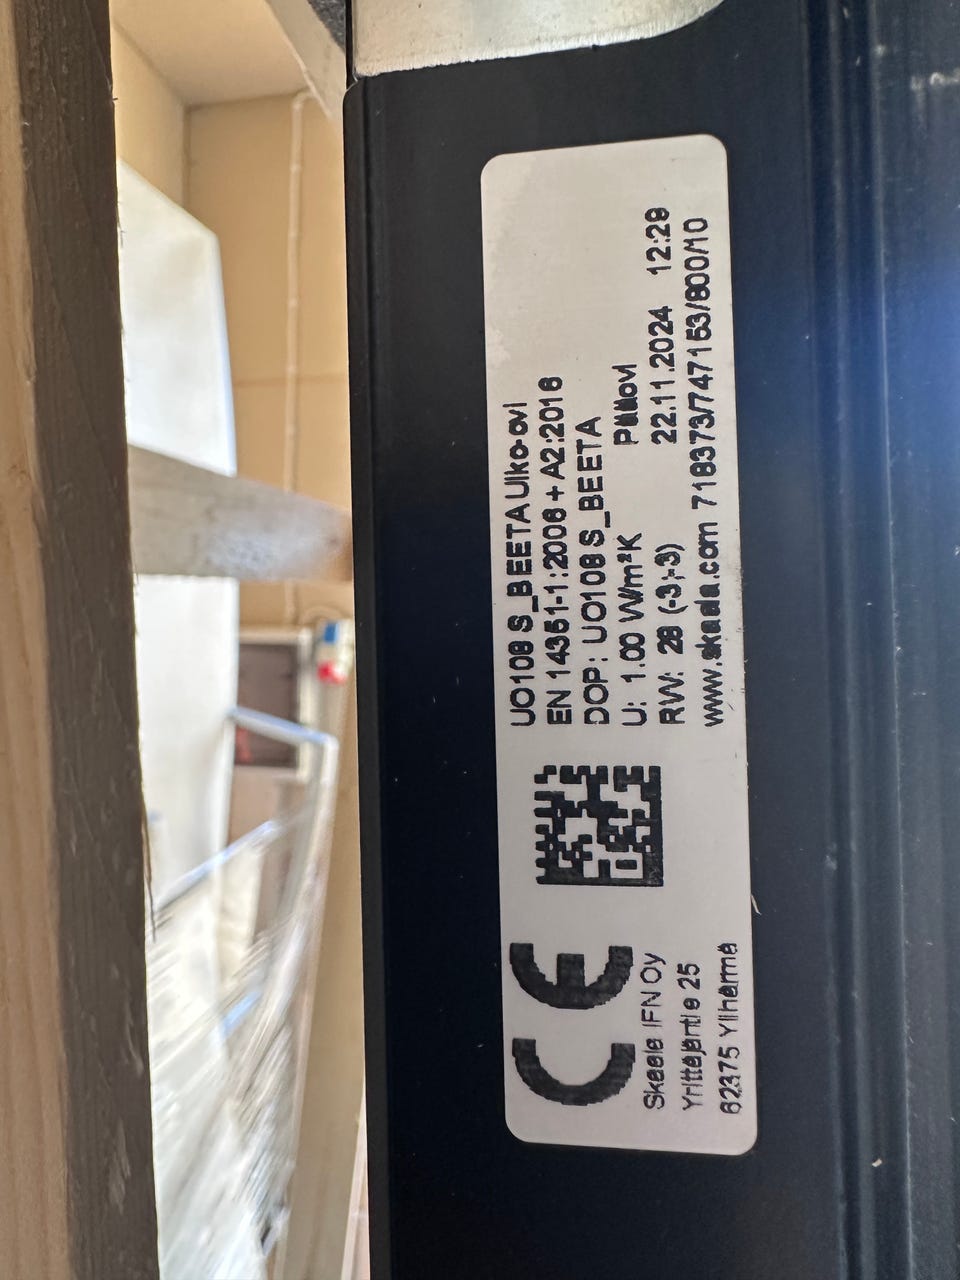 CE
Skaala IFN Oy
Yrittäjäntie 25
62375 Ylihärmä
UO108 S_BEETA Ulko-ovi
EN 14351-1:2006 + A2:2016
DOP: UO108 S_BEETA
U: 1.00 W/m²K
RW: 28 (-3;-3) 22.11.2024 12:29
www.skaala.com 718373/747153/800/10